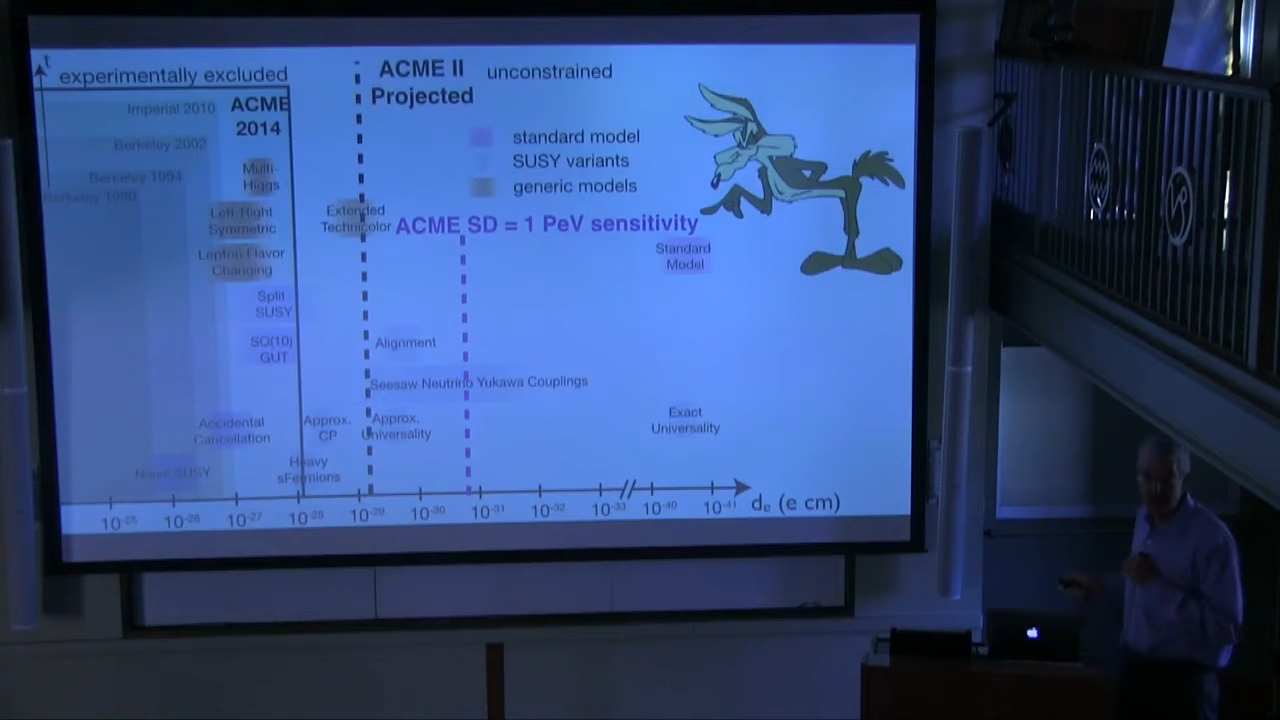 t
experimentally excluded
ACME II
Projected
unconstrained
Imperial 2010
ACME
2014
Berkeley 2002
Berkeley 1994
Berkeley 1990
standard model
SUSY variants
generic models
Multi-
Higgs
Left-Right
Symmetric
Extended
Technicolor
ACME SD = 1 PeV sensitivity
Standard
Model
Lepton Flavor
Changing
Split
SUSY
SO(10)
GUT
Alignment
Seesaw Neutrino Yukawa Couplings
Accidental
Cancellation
Approx.
CP
Approx.
Universality
Exact
Universality
Naive SUSY
Heavy
sFermions
10⁻²⁵ 10⁻²⁶ 10⁻²⁷ 10⁻²⁸ 10⁻²⁹ 10⁻³⁰ 10⁻³¹ 10⁻³² 10⁻³³ 10⁻⁴⁰ 10⁻⁴¹ dₑ (e cm)